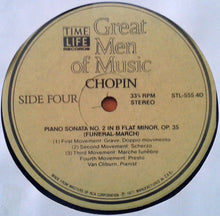 TIME
LIFE
RECORDS
Great
Men of
Music
CHOPIN
SIDE FOUR
33⅓ RPM
STEREO
STL-555 4D
PIANO SONATA NO. 2 IN B FLAT MINOR, OP. 35
(FUNERAL-MARCH)
(1) First Movement: Grave; Doppio movimento
(2) Second Movement: Scherzo
(3) Third Movement: Marche funèbre
Fourth Movement: Presto
Van Cliburn, Pianist